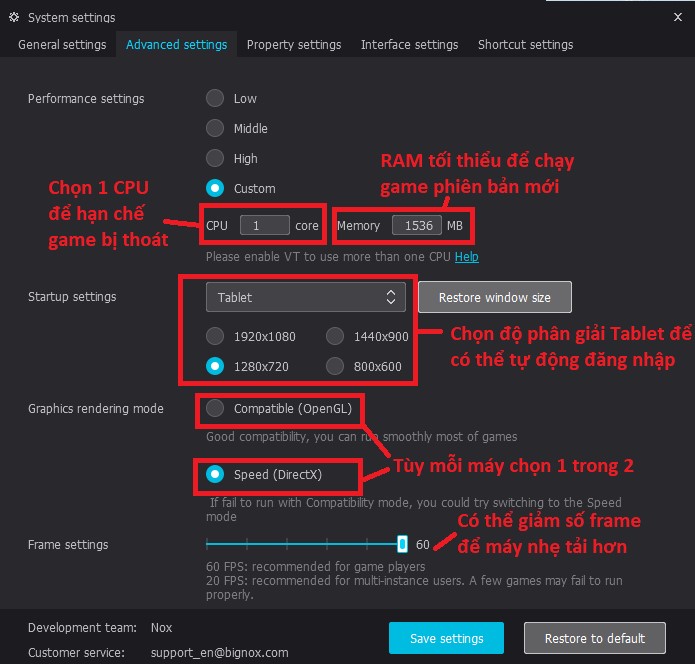 System settings
General settings
Advanced settings
Property settings
Interface settings
Shortcut settings
Performance settings
Low
Middle
High
Custom
CPU 1 core
Memory 1536 MB
Please enable VT to use more than one CPU Help
Chọn 1 CPU
để hạn chế
game bị thoát
RAM tối thiểu để chạy
game phiên bản mới
Startup settings
Tablet
Restore window size
1920x1080
1440x900
1280x720
800x600
Chọn độ phân giải Tablet để
có thể tự động đăng nhập
Graphics rendering mode
Compatible (OpenGL)
Good compatibility, you can run smoothly most of games
Speed (DirectX)
If fail to run with Compatibility mode, you could try switching to the Speed
mode
Tùy mỗi máy chọn 1 trong 2
Frame settings
60
Có thể giảm số frame
để máy nhẹ tải hơn
60 FPS: recommended for game players
20 FPS: recommended for multi-instance users. A few games may fail to run
properly.
Development team: Nox
Customer service: support_en@bignox.com
Save settings
Restore to default